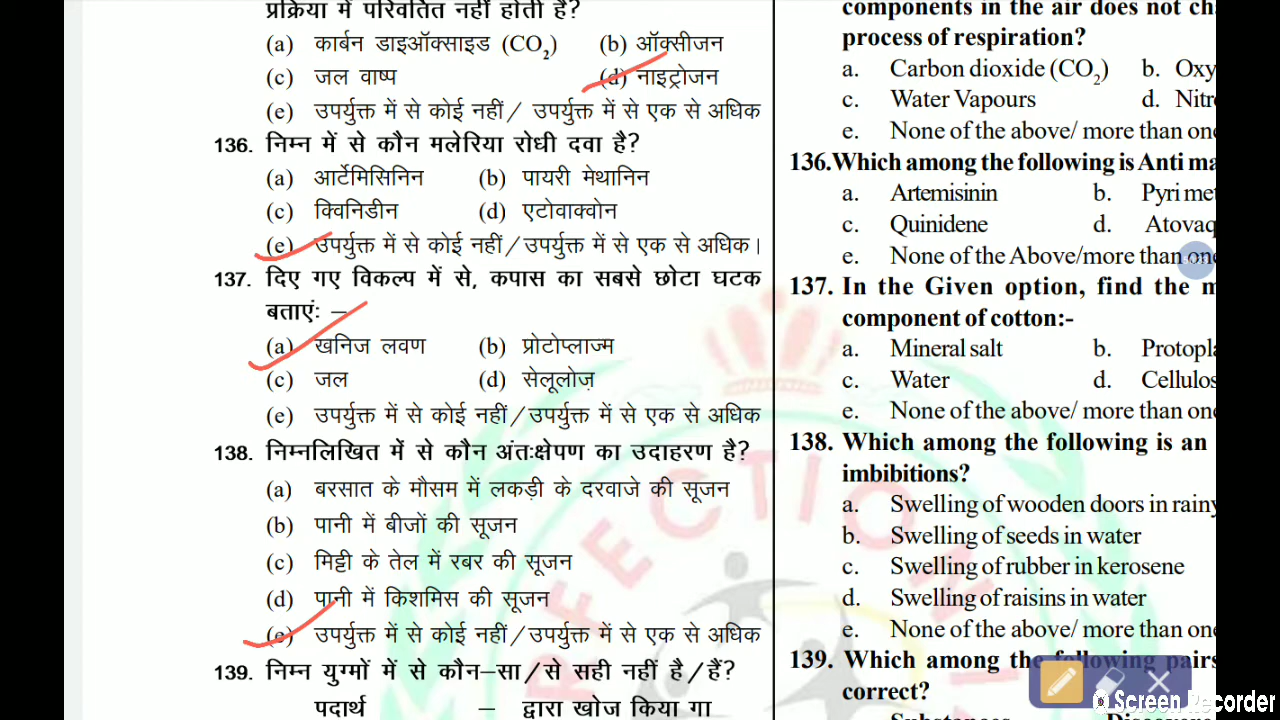 प्रक्रिया में परिवर्तित नहीं होती है?
(a) कार्बन डाइऑक्साइड (CO2) (b) ऑक्सीजन
(c) जल वाष्प (d) नाइट्रोजन
(e) उपर्युक्त में से कोई नहीं/ उपर्युक्त में से एक से अधिक
136. निम्न में से कौन मलेरिया रोधी दवा है?
(a) आर्टेमिसिनिन (b) पायरी मेथानिन
(c) क्विनिडीन (d) एटोवाक्वोन
(e) उपर्युक्त में से कोई नहीं/उपर्युक्त में से एक से अधिक।
137. दिए गए विकल्प में से, कपास का सबसे छोटा घटक
बताएंः –
(a) खनिज लवण (b) प्रोटोप्लाज्म
(c) जल (d) सेलूलोज़
(e) उपर्युक्त में से कोई नहीं/उपर्युक्त में से एक से अधिक
138. निम्नलिखित में से कौन अंतःक्षेपण का उदाहरण है?
(a) बरसात के मौसम में लकड़ी के दरवाजे की सूजन
(b) पानी में बीजों की सूजन
(c) मिट्टी के तेल में रबर की सूजन
(d) पानी में किशमिस की सूजन
(e) उपर्युक्त में से कोई नहीं/उपर्युक्त में से एक से अधिक
139. निम्न युग्मों में से कौन–सा/से सही नहीं है/हैं?
पदार्थ – द्वारा खोज किया गा
components in the air does not ch
process of respiration?
a. Carbon dioxide (CO2) b. Oxy
c. Water Vapours d. Nitr
e. None of the above/ more than one
136.Which among the following is Anti ma
a. Artemisinin b. Pyri met
c. Quinidene d. Atovaq
e. None of the Above/more than one
137. In the Given option, find the m
component of cotton:-
a. Mineral salt b. Protopla
c. Water d. Cellulos
e. None of the above/ more than one
138. Which among the following is an
imbibitions?
a. Swelling of wooden doors in rainy
b. Swelling of seeds in water
c. Swelling of rubber in kerosene
d. Swelling of raisins in water
e. None of the above/ more than one
139. Which among the following pairs
correct?
RFECTION
Screen Recorder